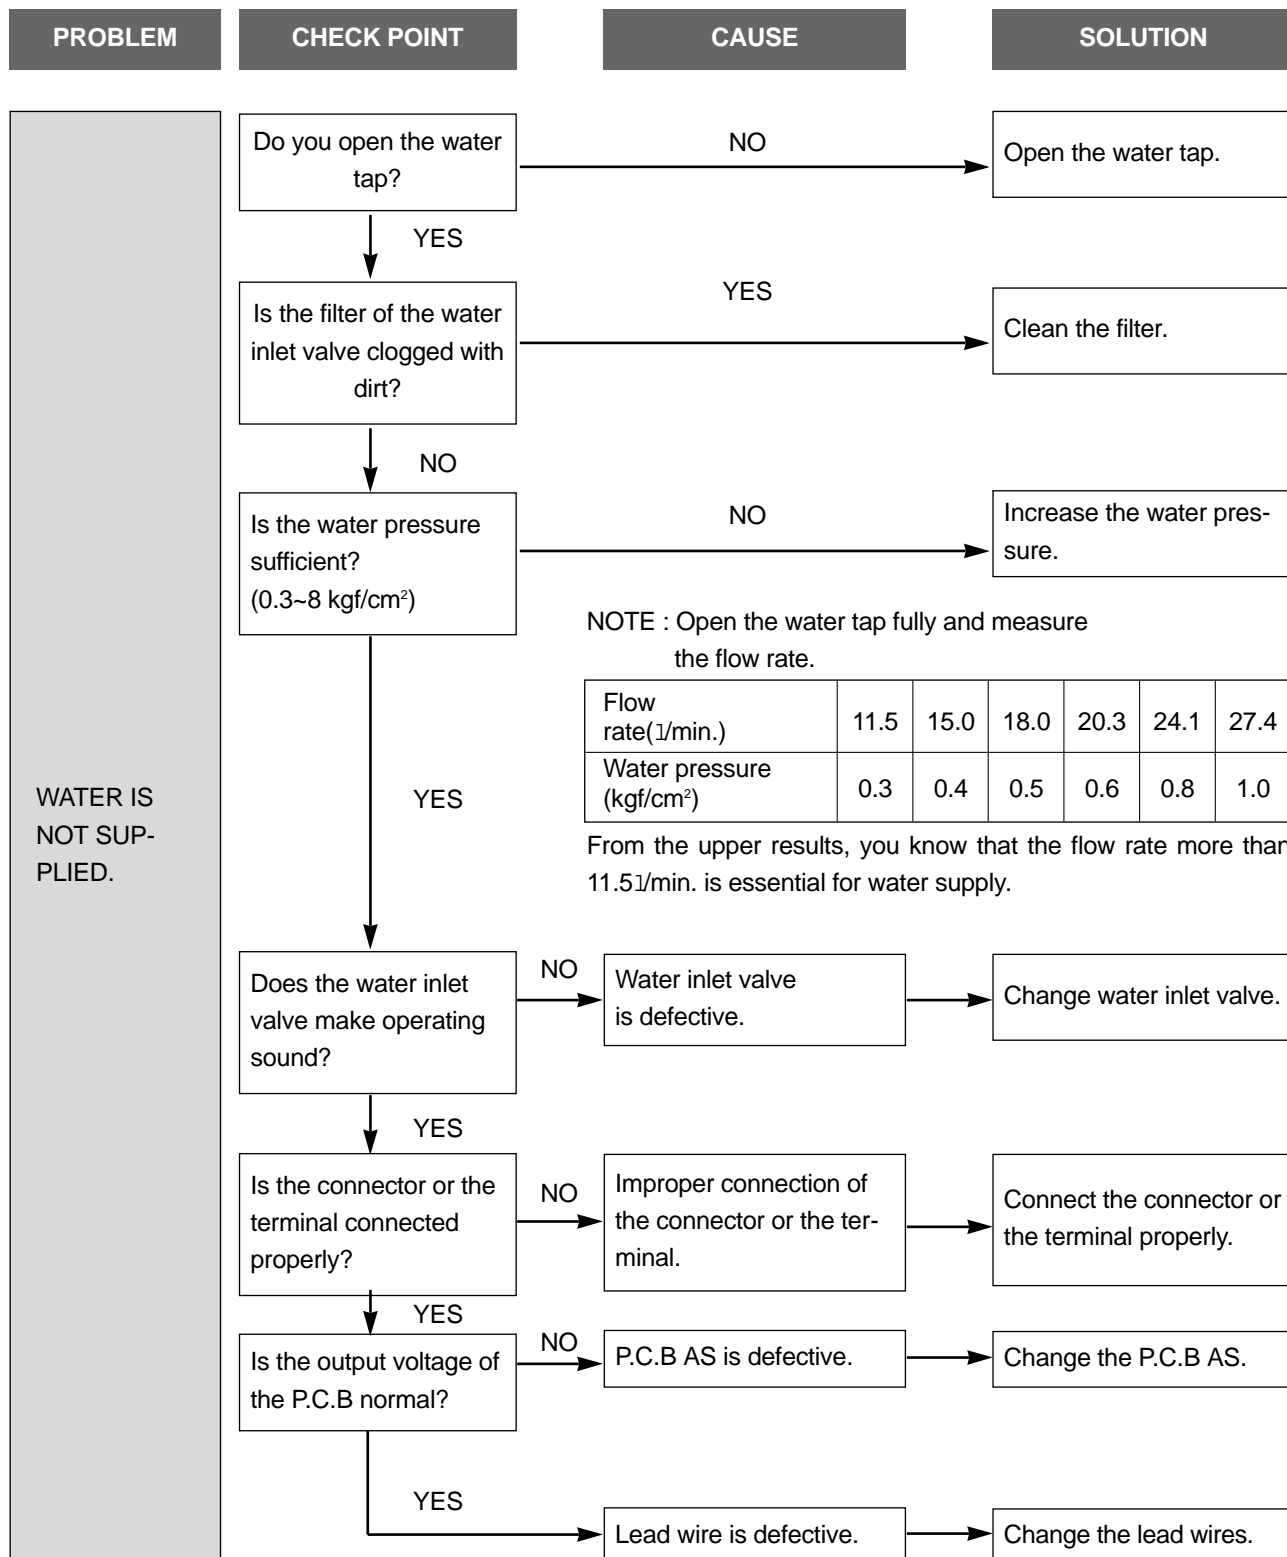 PROBLEM
CHECK POINT
CAUSE
SOLUTION
WATER IS
NOT SUP-
PLIED.
Do you open the water
tap?
NO
Open the water tap.
YES
Is the filter of the water
inlet valve clogged with
dirt?
YES
Clean the filter.
NO
Is the water pressure
sufficient?
(0.3~8 kgf/cm²)
NO
Increase the water pres-
sure.
NOTE : Open the water tap fully and measure
the flow rate.
Flow
rate(l/min.)
11.5 15.0 18.0 20.3 24.1 27.4
Water pressure
(kgf/cm²)
0.3 0.4 0.5 0.6 0.8 1.0
From the upper results, you know that the flow rate more than
11.5l/min. is essential for water supply.
YES
Does the water inlet
valve make operating
sound?
NO
Water inlet valve
is defective.
Change water inlet valve.
YES
Is the connector or the
terminal connected
properly?
NO
Improper connection of
the connector or the ter-
minal.
Connect the connector or
the terminal properly.
YES
Is the output voltage of
the P.C.B normal?
NO
P.C.B AS is defective.
Change the P.C.B AS.
YES
Lead wire is defective.
Change the lead wires.